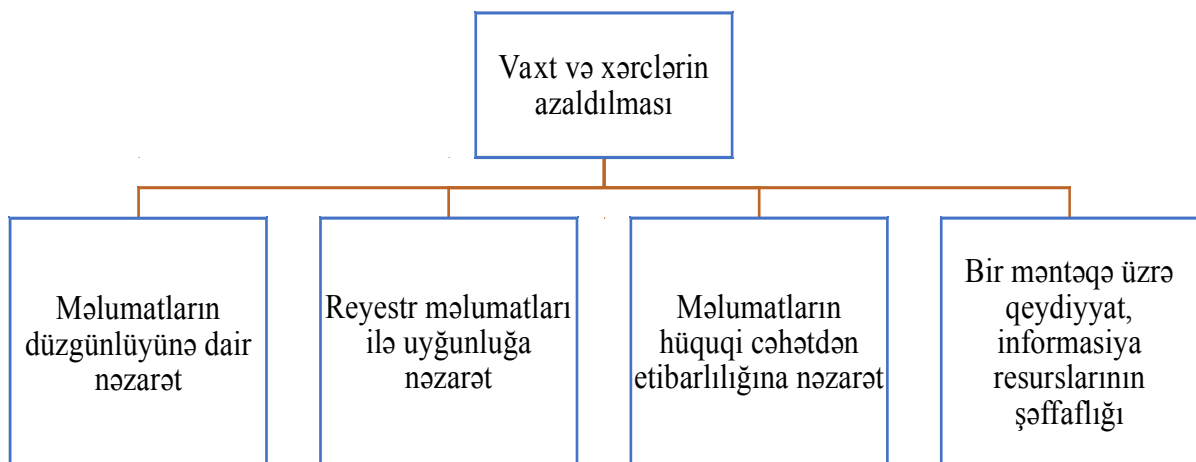 Vaxt və xərclərin
azaldılması
Məlumatların
düzgünlüyünə dair
nəzarət
Reyestr məlumatları
ilə uyğunluğa
nəzarət
Məlumatların
hüquqi cəhətdən
etibarlılığına nəzarət
Bir məntəqə üzrə
qeydiyyat,
informasiya
resurslarının
şəffaflığı